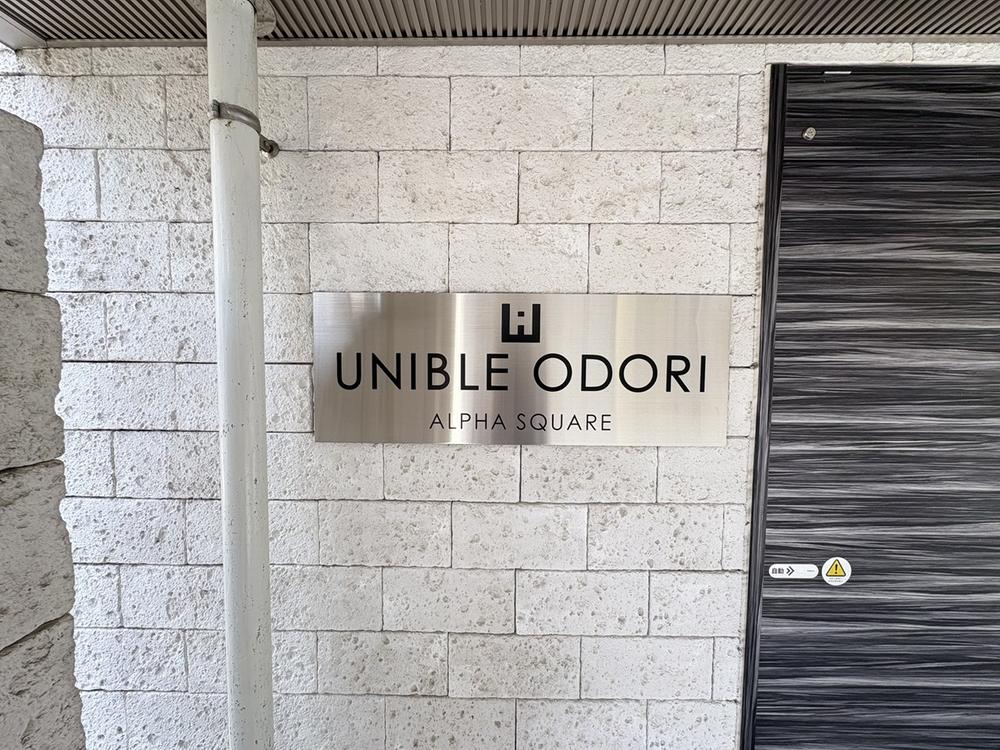 UNIBLE ODORI
ALPHA SQUARE
自動